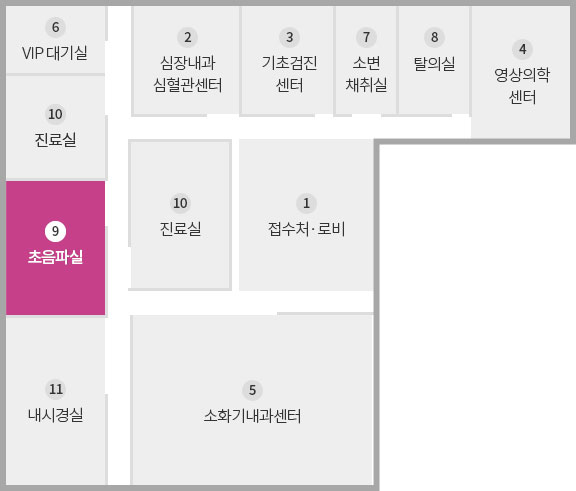 6
VIP 대기실
2
심장내과
심혈관센터
3
기초검진
센터
7
소변
채취실
8
탈의실
4
영상의학
센터
10
진료실
9
초음파실
10
진료실
1
접수처·로비
11
내시경실
5
소화기내과센터